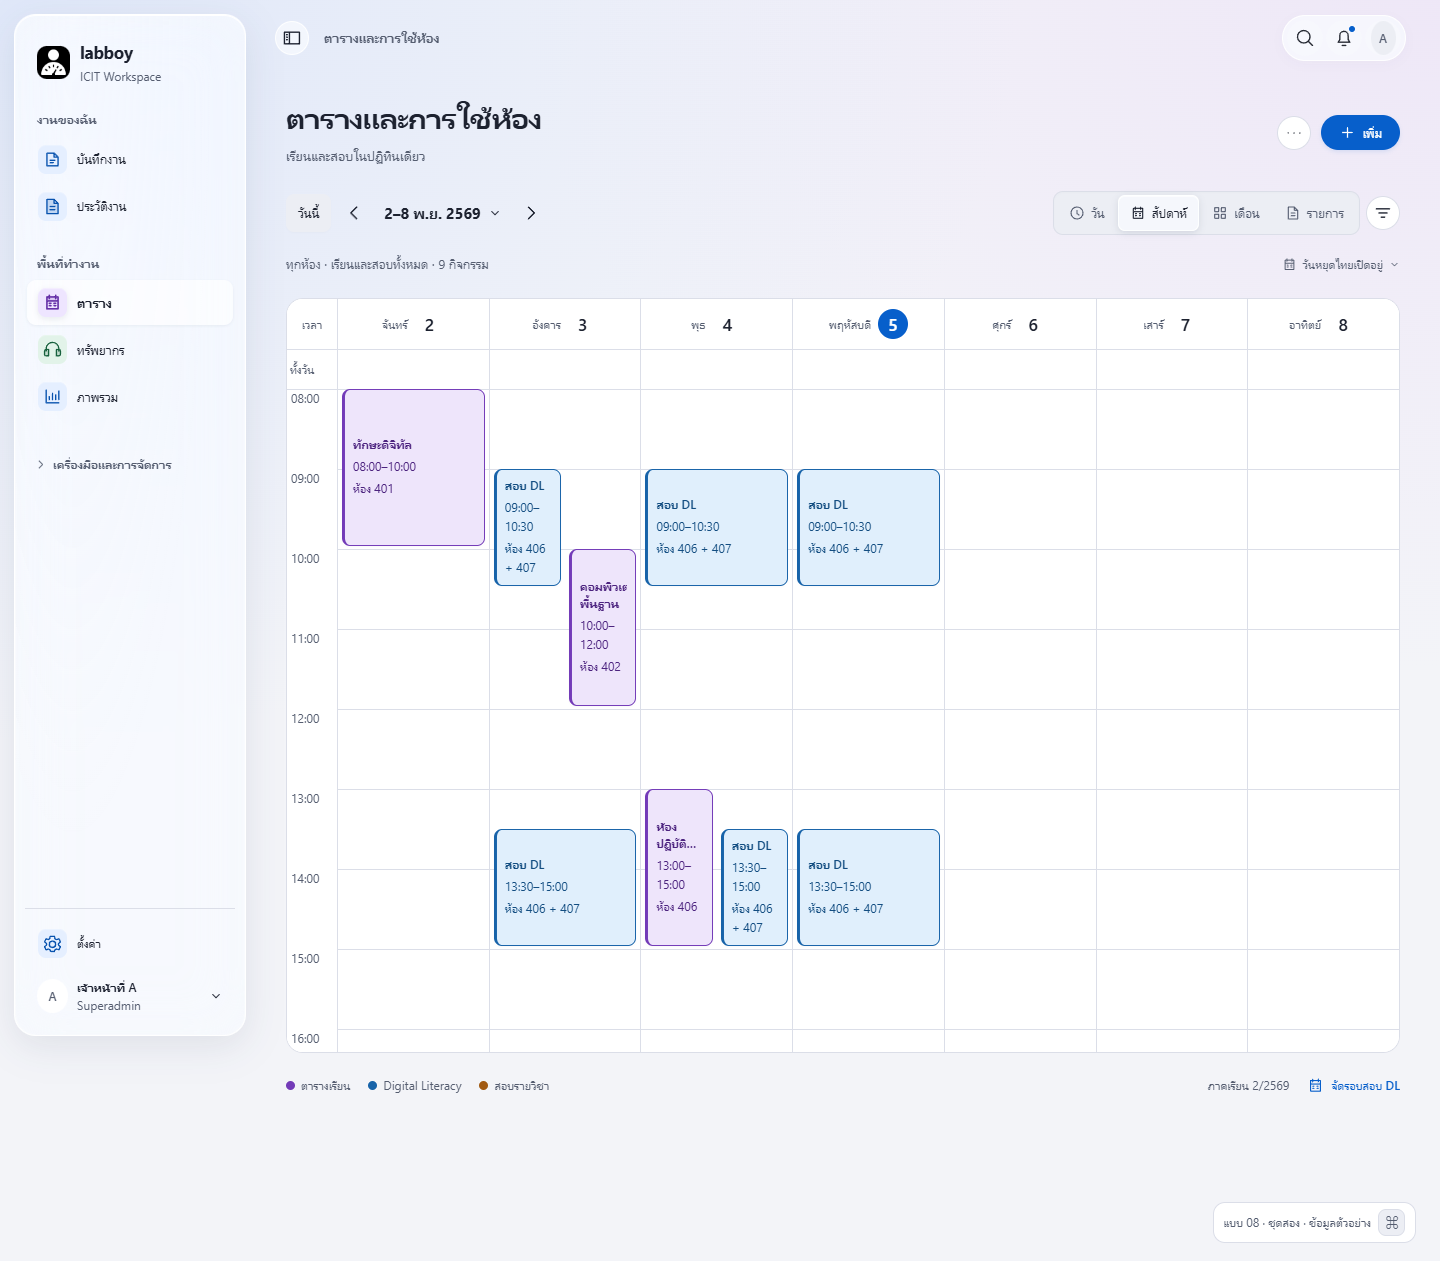 labboy
ICIT Workspace
งานของฉัน
บันทึกงาน
ประวัติงาน
พื้นที่ทำงาน
ตาราง
ทรัพยากร
ภาพรวม
เครื่องมือและการจัดการ
ตั้งค่า
A
เจ้าหน้าที่ A
Superadmin
ตารางและการใช้ห้อง
A
ตารางและการใช้ห้อง
เรียนและสอบในปฏิทินเดียว
เพิ่ม
วันนี้
2–8 พ.ย. 2569
วัน
สัปดาห์
เดือน
รายการ
ทุกห้อง · เรียนและสอบทั้งหมด · 9 กิจกรรม
วันหยุดไทยเปิดอยู่
เวลา
จันทร์ 2
อังคาร 3
พุธ 4
พฤหัสบดี 5
ศุกร์ 6
เสาร์ 7
อาทิตย์ 8
ทั้งวัน
08:00
09:00
10:00
11:00
12:00
13:00
14:00
15:00
16:00
ทักษะดิจิทัล
08:00–10:00
ห้อง 401
สอบ DL
09:00–
10:30
ห้อง 406
+ 407
คอมพิวเต
พื้นฐาน
10:00–
12:00
ห้อง 402
สอบ DL
13:30–15:00
ห้อง 406 + 407
สอบ DL
09:00–10:30
ห้อง 406 + 407
ห้อง
ปฏิบัติ...
13:00–
15:00
ห้อง 406
สอบ DL
13:30–
15:00
ห้อง 406
+ 407
สอบ DL
09:00–10:30
ห้อง 406 + 407
สอบ DL
13:30–15:00
ห้อง 406 + 407
ตารางเรียน
Digital Literacy
สอบรายวิชา
ภาคเรียน 2/2569
จัดรอบสอบ DL
แบบ 08 · ชุดสอง · ข้อมูลตัวอย่าง